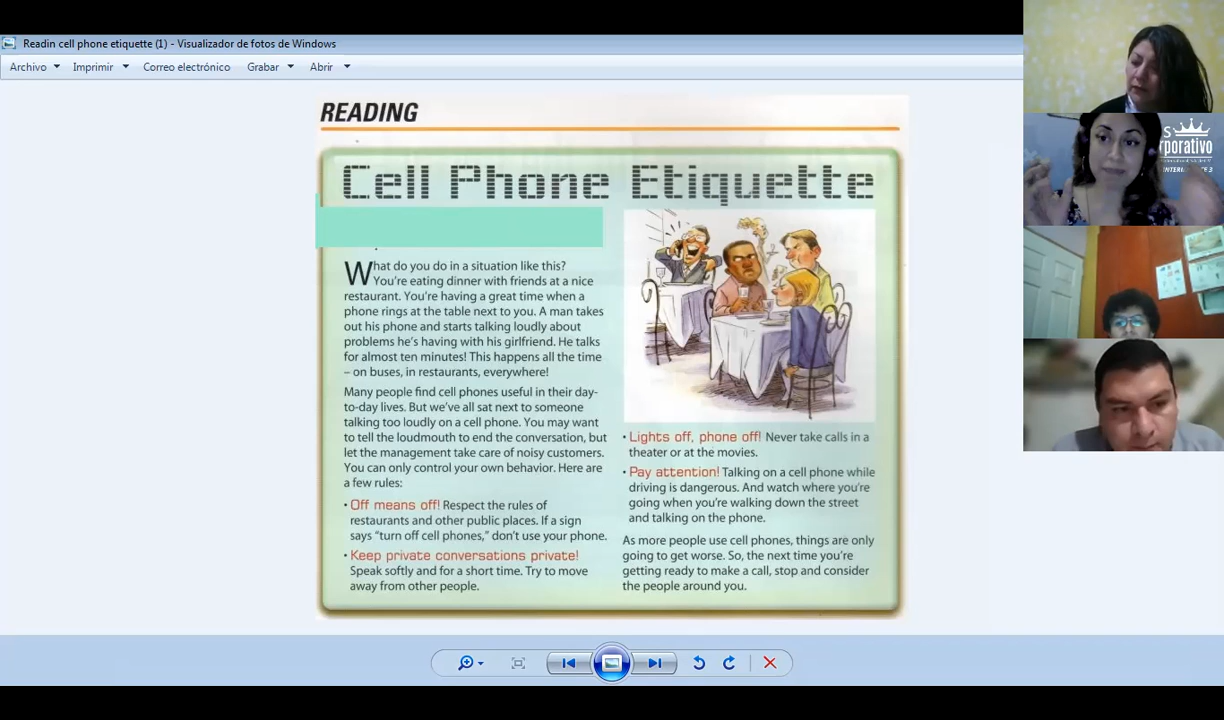 Readin cell phone etiquette (1) - Visualizador de fotos de Windows
Archivo Imprimir Correo electrónico Grabar Abrir
READING
Cell Phone Etiquette
What do you do in a situation like this?
You're eating dinner with friends at a nice
restaurant. You're having a great time when a
phone rings at the table next to you. A man takes
out his phone and starts talking loudly about
problems he's having with his girlfriend. He talks
for almost ten minutes! This happens all the time
– on buses, in restaurants, everywhere!
Many people find cell phones useful in their day-
to-day lives. But we've all sat next to someone
talking too loudly on a cell phone. You may want
to tell the loudmouth to end the conversation, but
let the management take care of noisy customers.
You can only control your own behavior. Here are
a few rules:
• Off means off! Respect the rules of
restaurants and other public places. If a sign
says "turn off cell phones," don't use your phone.
• Keep private conversations private!
Speak softly and for a short time. Try to move
away from other people.
• Lights off, phone off! Never take calls in a
theater or at the movies.
• Pay attention! Talking on a cell phone while
driving is dangerous. And watch where you're
going when you're walking down the street
and talking on the phone.
As more people use cell phones, things are only
going to get worse. So, the next time you're
getting ready to make a call, stop and consider
the people around you.
S
rporativo